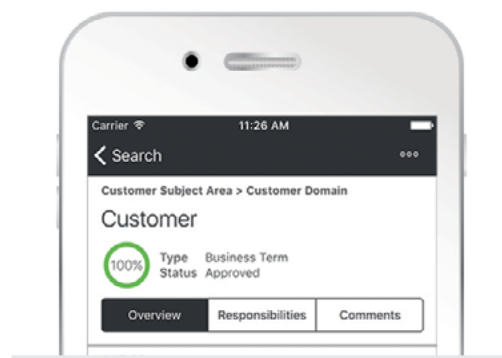 Carrier 11:26 AM
Search
Customer Subject Area > Customer Domain
Customer
100% Type Business Term
Status Approved
Overview Responsibilities Comments